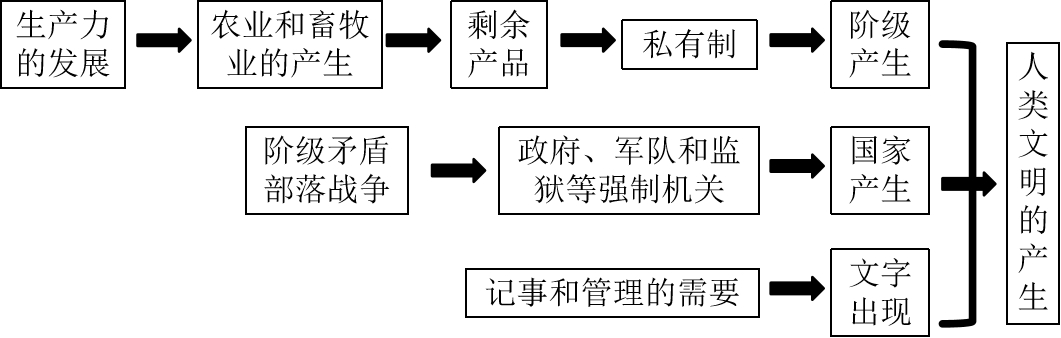 生产力
的发展
农业和畜牧
业的产生
剩余
产品
私有制
阶级
产生
阶级矛盾
部落战争
政府、军队和监
狱等强制机关
国家
产生
记事和管理的需要
文字
出现
人类文明的产生